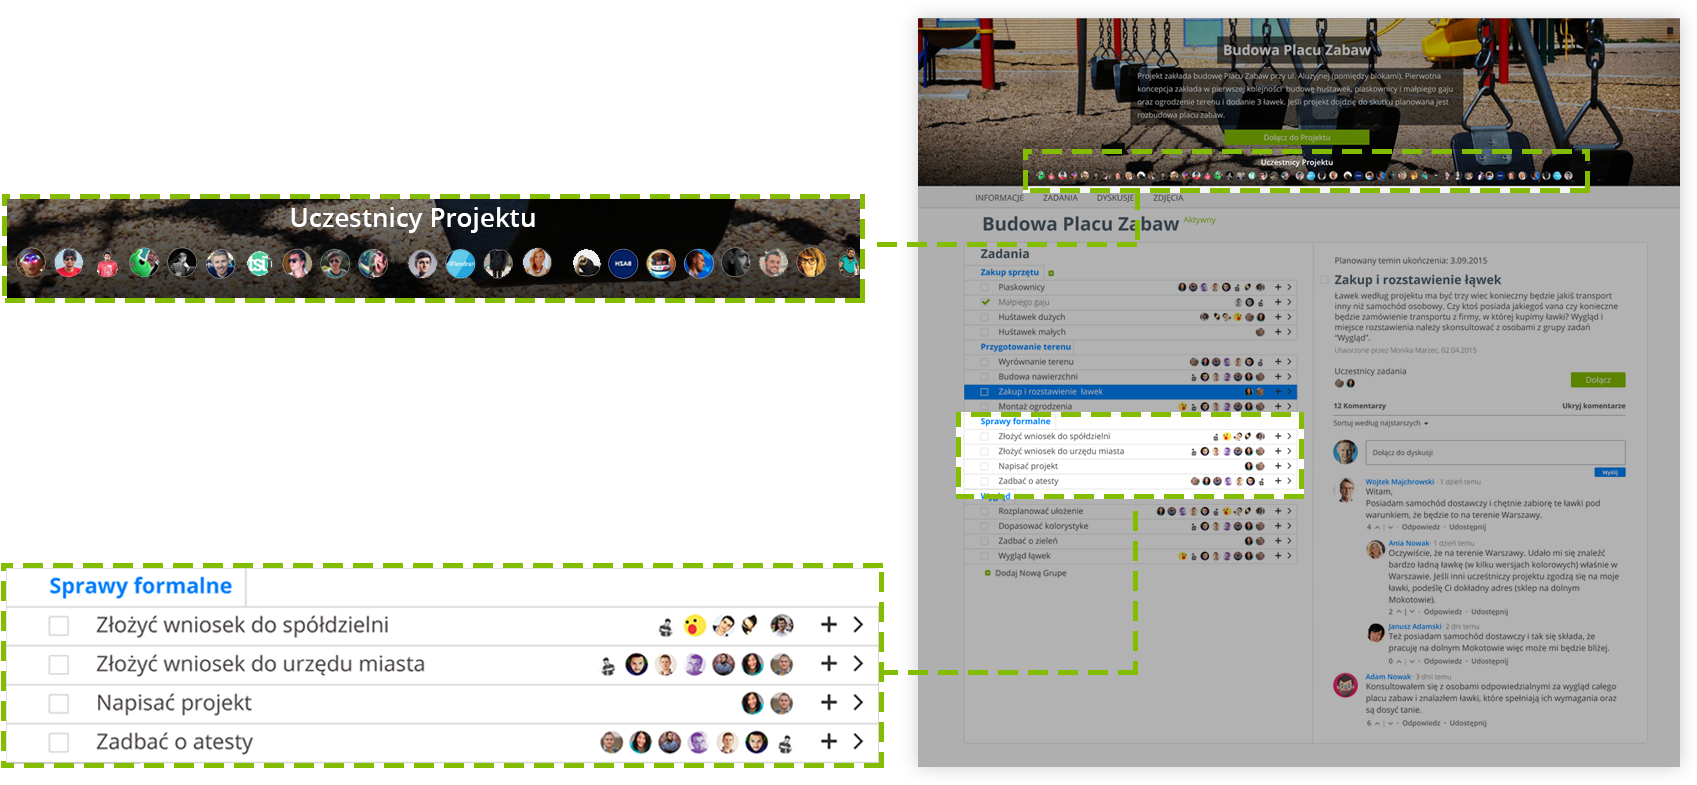 Uczestnicy Projektu
tsi
HSAB
Sprawy formalne
Złożyć wniosek do spółdzielni
Złożyć wniosek do urzędu miasta
Napisać projekt
Zadbać o atesty
Budowa Placu Zabaw
Projekt zakłada budowę Placu Zabaw przy ul. Aluzyjnej (pomiędzy blokami). Pierwotna
koncepcja zakłada w pierwszej kolejności budowę huśtawek, piaskownicy i małpiego gaju
oraz ogrodzenie terenu i dodanie 3 ławek. Jeśli projekt dojdzię do skutku planowana jest
rozbudowa placu zabaw.
Dołącz do Projektu
Uczestnicy Projektu
INFORMACJE ZADANIA DYSKUSJE ZDJĘCIA
Budowa Placu Zabaw Aktywny
Zadania
Zakup sprzętu
Piaskownicy
Małpiego gaju
Huśtawek dużych
Huśtawek małych
Przygotowanie terenu
Wyrównanie terenu
Budowa nawierzchni
Zakup i rozstawienie ławek
Montaż ogrodzenia
Sprawy formalne
Złożyć wniosek do spółdzielni
Złożyć wniosek do urzędu miasta
Napisać projekt
Zadbać o atesty
Wygląd
Rozplanować ułożenie
Dopasować kolorystyke
Zadbać o zieleń
Wygląd ławek
Dodaj Nową Grupe
Planowany temin ukończenia: 3.09.2015
Zakup i rozstawienie ławek
Ławek według projektu ma być trzy wiec konieczny będzie jakiś transport
inny niż samochód osobowy. Czy ktoś posiada jakiegoś vana czy konieczne
będzie zamówienie transportu z firmy, w której kupimy ławki? Wygląd i
miejsce rozstawienia należy skonsultować z osobami z grupy zadań
"Wygląd".
Utworzone przez Monika Marzec, 02.04.2015
Uczestnicy zadania
Dołącz
12 Komentarzy Ukryj komentarze
Sortuj według najstarszych
Dołącz do dyskusji
Wyślij
Wojtek Majchrowski · 1 dzień temu
Witam,
Posiadam samochód dostawczy i chętnie zabiorę te ławki pod
warunkiem, że będzie to na terenie Warszawy.
4 | · Odpowiedz · Udostępnij
Ania Nowak · 1 dzień temu
Oczywiście, że na terenie Warszawy. Udało mi się znaleźć
bardzo ładną ławkę (w kilku wersjach kolorowych) właśnie w
Warszawie. Jeśli inni uczęstniczy projektu zgodzą się na moje
ławki, podeślę Ci dokładny adres (sklep na dolnym
Mokotowie).
2 | · Odpowiedz · Udostępnij
Janusz Adamski · 2 dni temu
Też posiadam samochód dostawczy i tak się składa, że
pracuję na dolnym Mokotowie więc może mi będzie bliżej.
0 | · Odpowiedz · Udostępnij
Adam Nowak · 3 dni temu
Konsultowałem się z osobami odpowiedzialnymi za wygląd całego
placu zabaw i znalazłem ławki, które spełniają ich wymagania oraz
są dosyć tanie.
6 | · Odpowiedz · Udostępnij